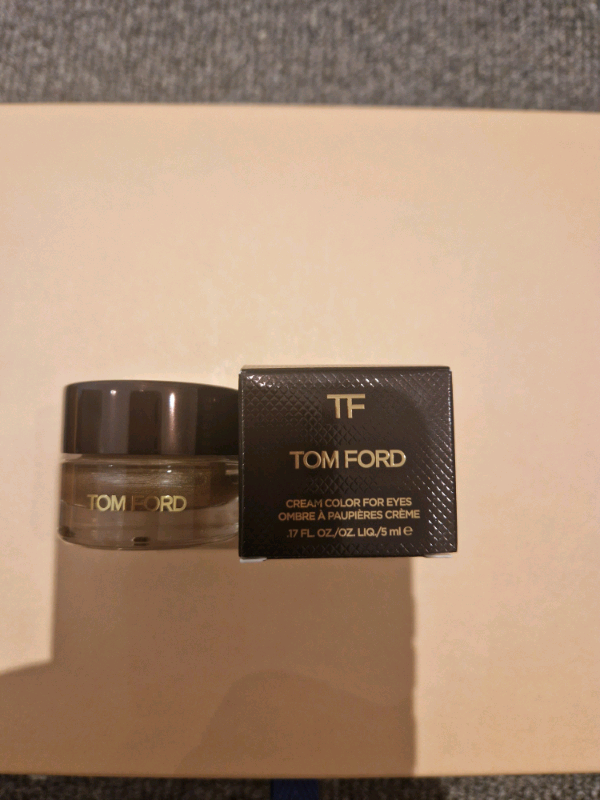 TOM FORD
TF
TOM FORD
CREAM COLOR FOR EYES
OMBRE À PAUPIÈRES CRÈME
.17 FL. OZ./OZ. LIQ./5 ml e